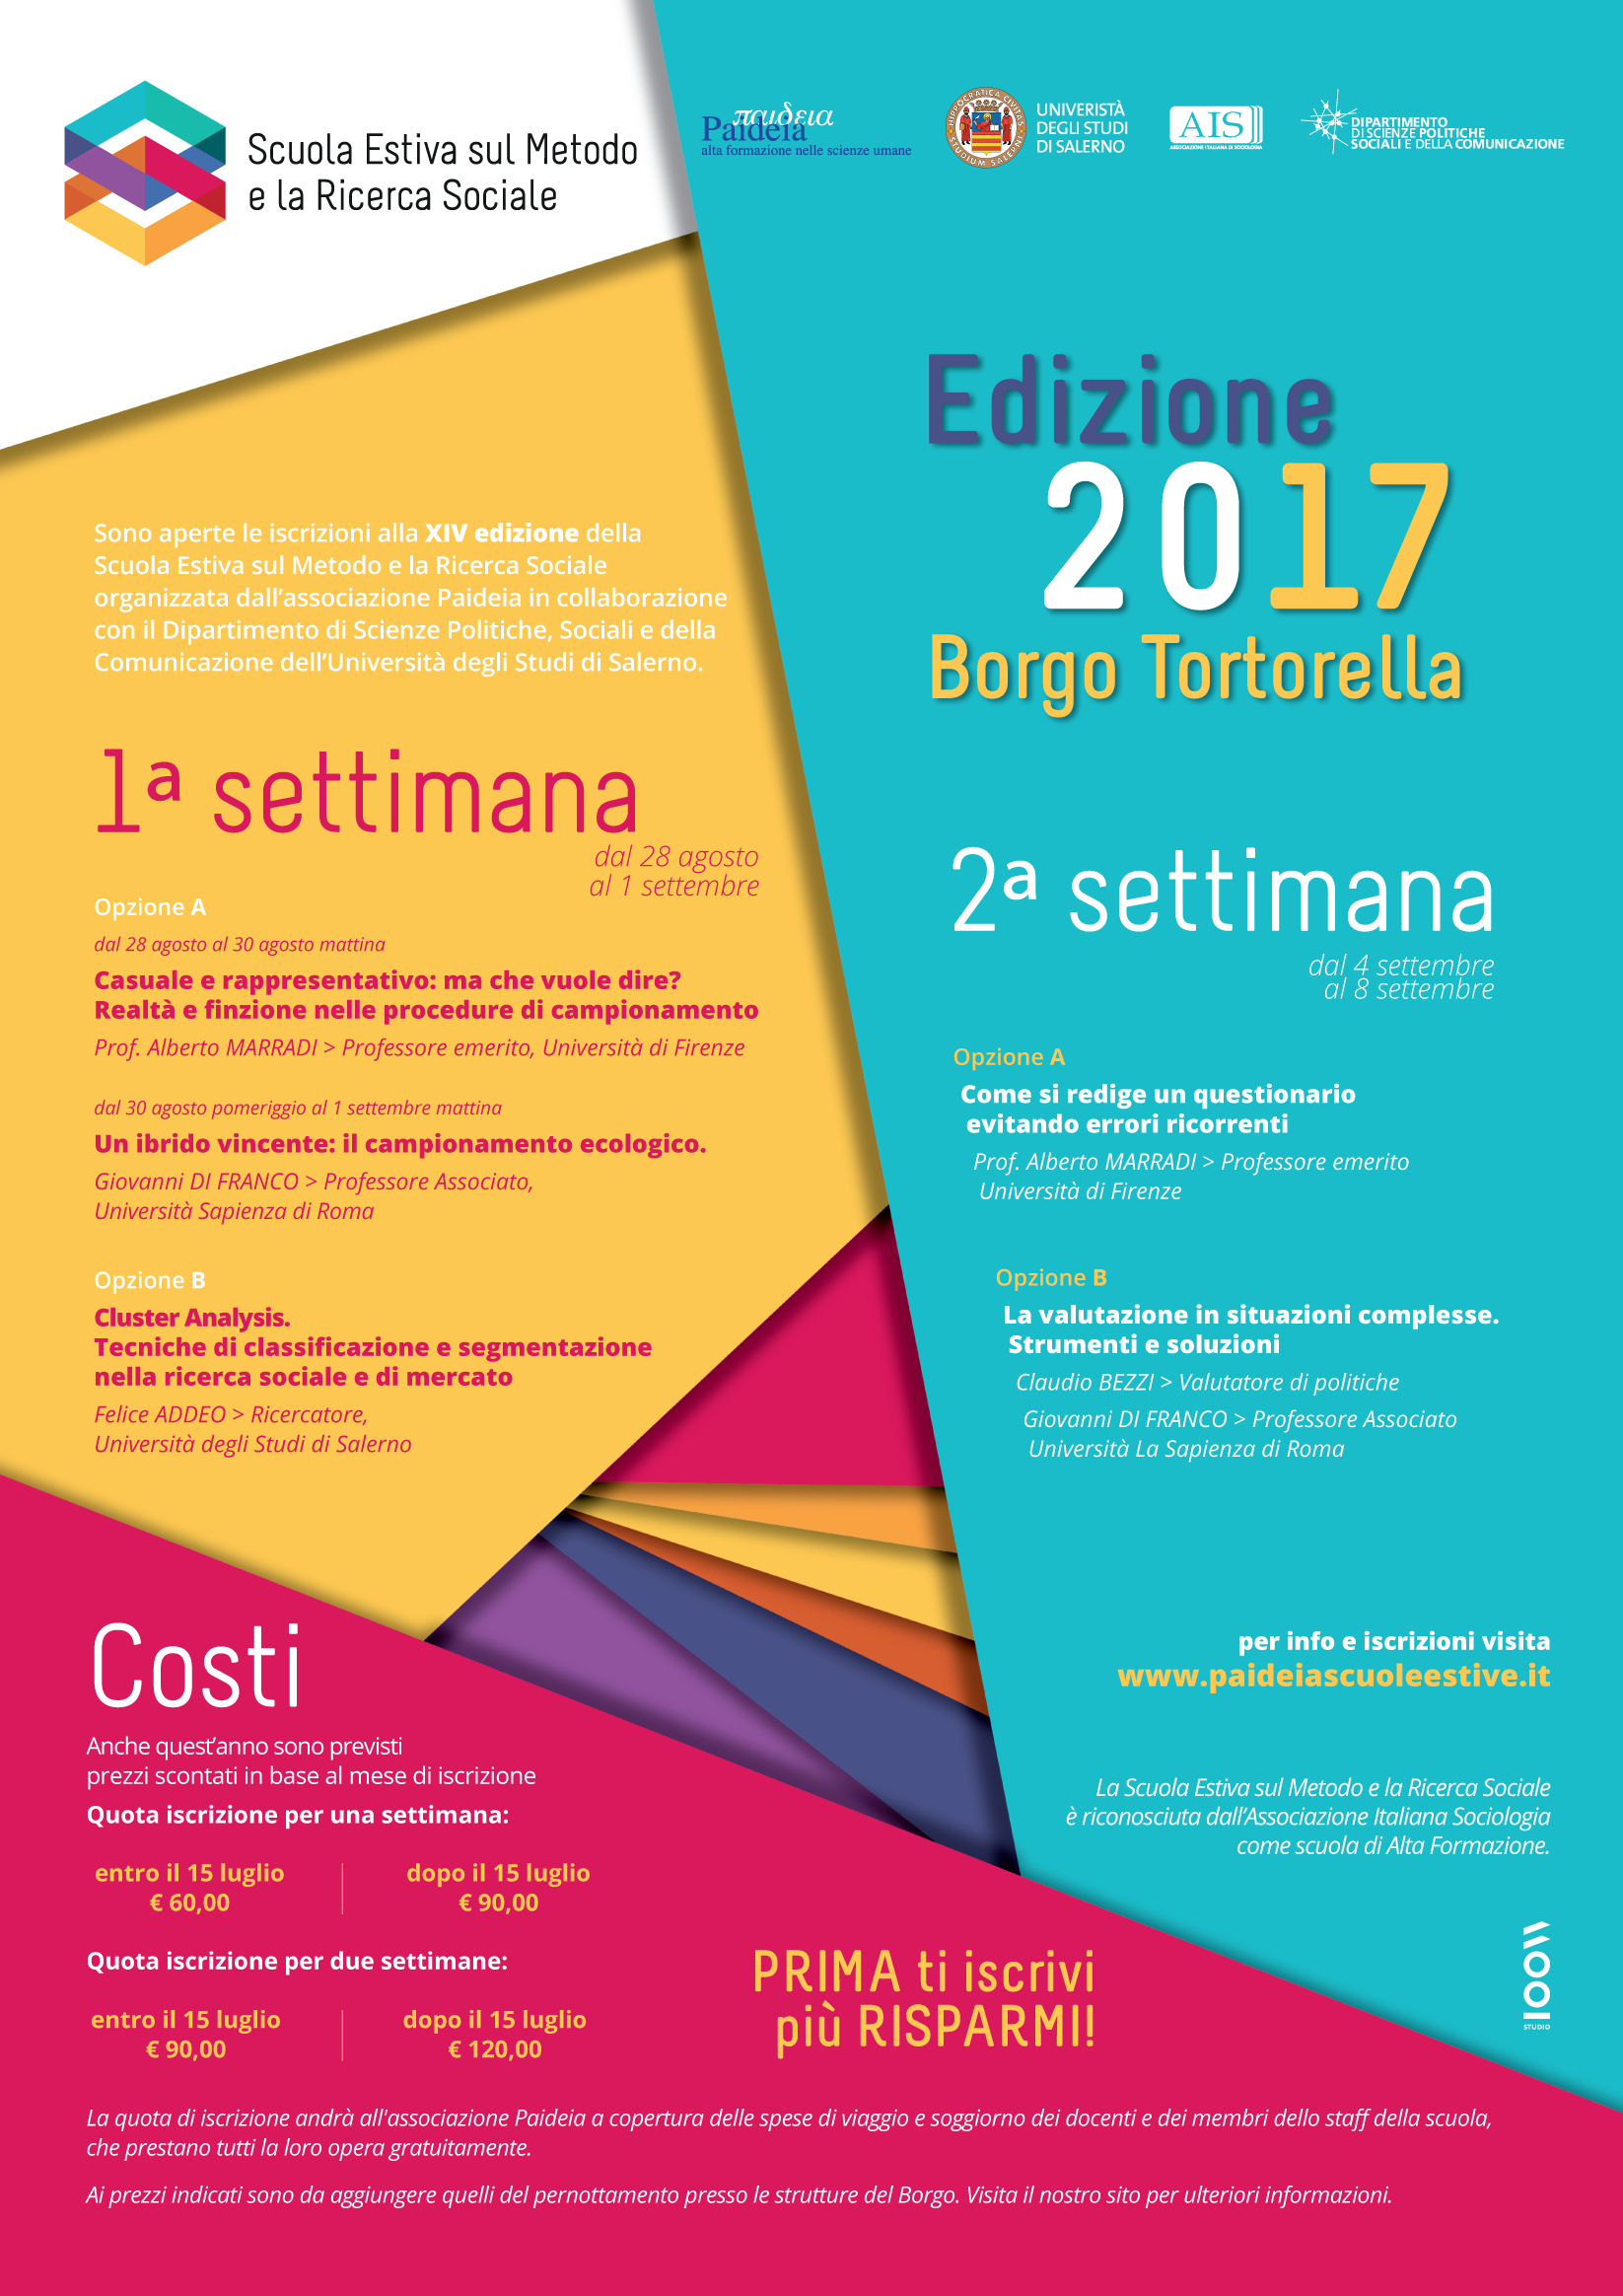 Scuola Estiva sul Metodo
e la Ricerca Sociale
παιδεια
Paideia
alta formazione nelle scienze umane
HIPPOCRATICA CIVITAS
STUDIUM SALERNI
UNIVERISTÀ
DEGLI STUDI
DI SALERNO
AIS
ASSOCIAZIONE ITALIANA DI SOCIOLOGIA
DIPARTIMENTO
DI SCIENZE POLITICHE
SOCIALI E DELLA COMUNICAZIONE
Edizione
2017
Borgo Tortorella
Sono aperte le iscrizioni alla XIV edizione della
Scuola Estiva sul Metodo e la Ricerca Sociale
organizzata dall’associazione Paideia in collaborazione
con il Dipartimento di Scienze Politiche, Sociali e della
Comunicazione dell’Università degli Studi di Salerno.
1ª settimana
dal 28 agosto
al 1 settembre
Opzione A
dal 28 agosto al 30 agosto mattina
Casuale e rappresentativo: ma che vuole dire?
Realtà e finzione nelle procedure di campionamento
Prof. Alberto MARRADI > Professore emerito, Università di Firenze
dal 30 agosto pomeriggio al 1 settembre mattina
Un ibrido vincente: il campionamento ecologico.
Giovanni DI FRANCO > Professore Associato,
Università Sapienza di Roma
Opzione B
Cluster Analysis.
Tecniche di classificazione e segmentazione
nella ricerca sociale e di mercato
Felice ADDEO > Ricercatore,
Università degli Studi di Salerno
2ª settimana
dal 4 settembre
al 8 settembre
Opzione A
Come si redige un questionario
evitando errori ricorrenti
Prof. Alberto MARRADI > Professore emerito
Università di Firenze
Opzione B
La valutazione in situazioni complesse.
Strumenti e soluzioni
Claudio BEZZI > Valutatore di politiche
Giovanni DI FRANCO > Professore Associato
Università La Sapienza di Roma
per info e iscrizioni visita
www.paideiascuoleestive.it
La Scuola Estiva sul Metodo e la Ricerca Sociale
è riconosciuta dall’Associazione Italiana Sociologia
come scuola di Alta Formazione.
Costi
Anche quest’anno sono previsti
prezzi scontati in base al mese di iscrizione
Quota iscrizione per una settimana:
entro il 15 luglio
€ 60,00
dopo il 15 luglio
€ 90,00
Quota iscrizione per due settimane:
entro il 15 luglio
€ 90,00
dopo il 15 luglio
€ 120,00
PRIMA ti iscrivi
più RISPARMI!
STUDIO
La quota di iscrizione andrà all'associazione Paideia a copertura delle spese di viaggio e soggiorno dei docenti e dei membri dello staff della scuola,
che prestano tutti la loro opera gratuitamente.
Ai prezzi indicati sono da aggiungere quelli del pernottamento presso le strutture del Borgo. Visita il nostro sito per ulteriori informazioni.